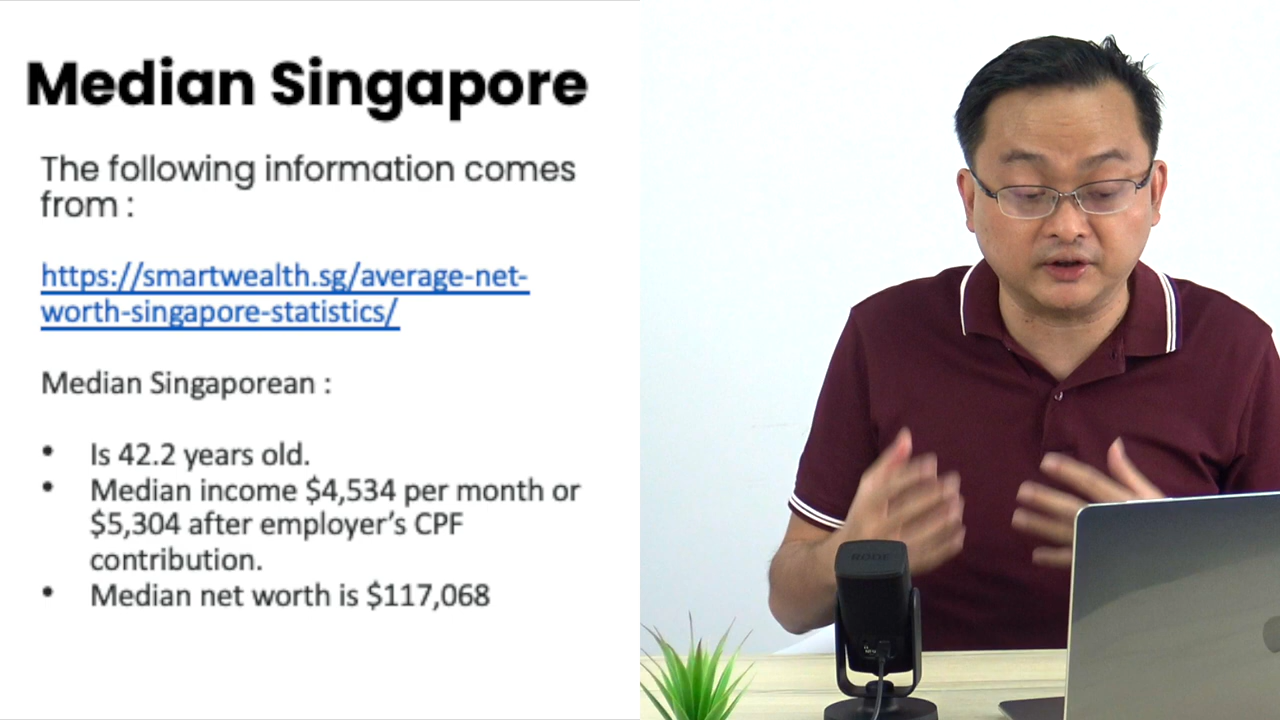 Median Singapore
The following information comes
from :
https://smartwealth.sg/average-net-
worth-singapore-statistics/
Median Singaporean :
• Is 42.2 years old.
• Median income $4,534 per month or
$5,304 after employer’s CPF
contribution.
• Median net worth is $117,068
RODE